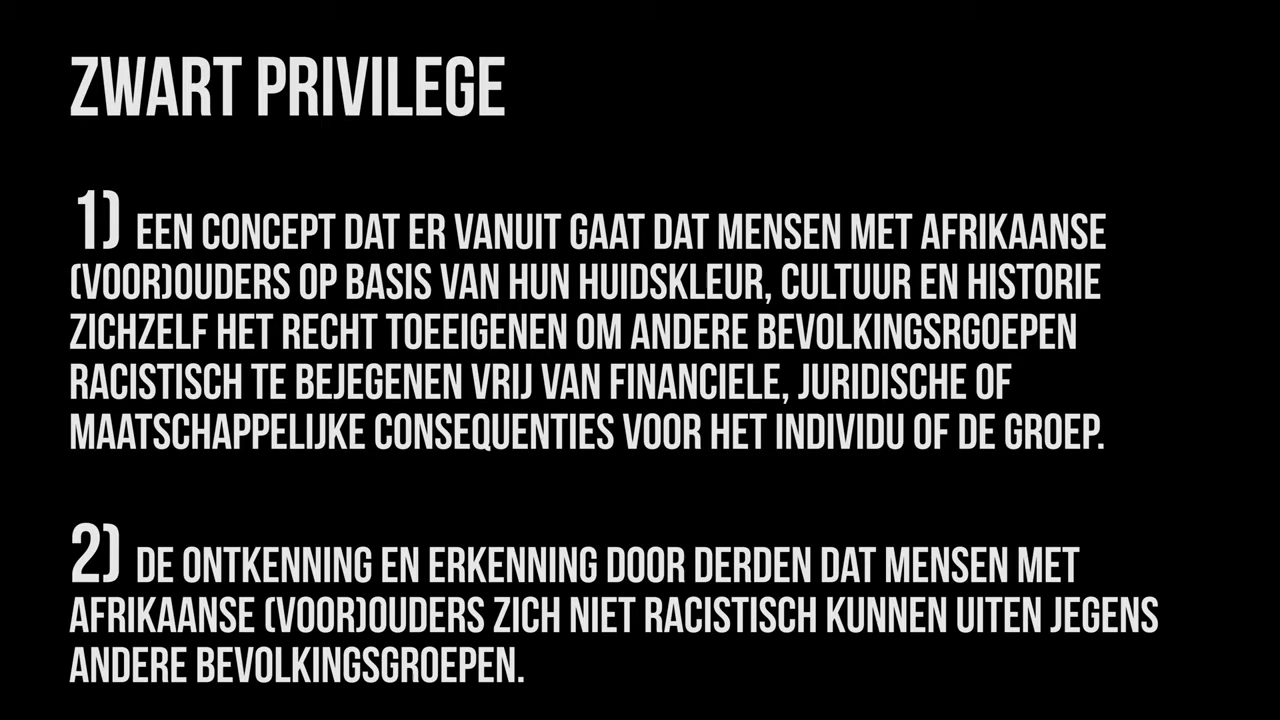 ZWART PRIVILEGE
1) EEN CONCEPT DAT ER VANUIT GAAT DAT MENSEN MET AFRIKAANSE
(VOOR)OUDERS OP BASIS VAN HUN HUIDSKLEUR, CULTUUR EN HISTORIE
ZICHZELF HET RECHT TOEEIGENEN OM ANDERE BEVOLKINGSRGOEPEN
RACISTISCH TE BEJEGENEN VRIJ VAN FINANCIELE, JURIDISCHE OF
MAATSCHAPPELIJKE CONSEQUENTIES VOOR HET INDIVIDU OF DE GROEP.
2) DE ONTKENNING EN ERKENNING DOOR DERDEN DAT MENSEN MET
AFRIKAANSE (VOOR)OUDERS ZICH NIET RACISTISCH KUNNEN UITEN JEGENS
ANDERE BEVOLKINGSGROEPEN.